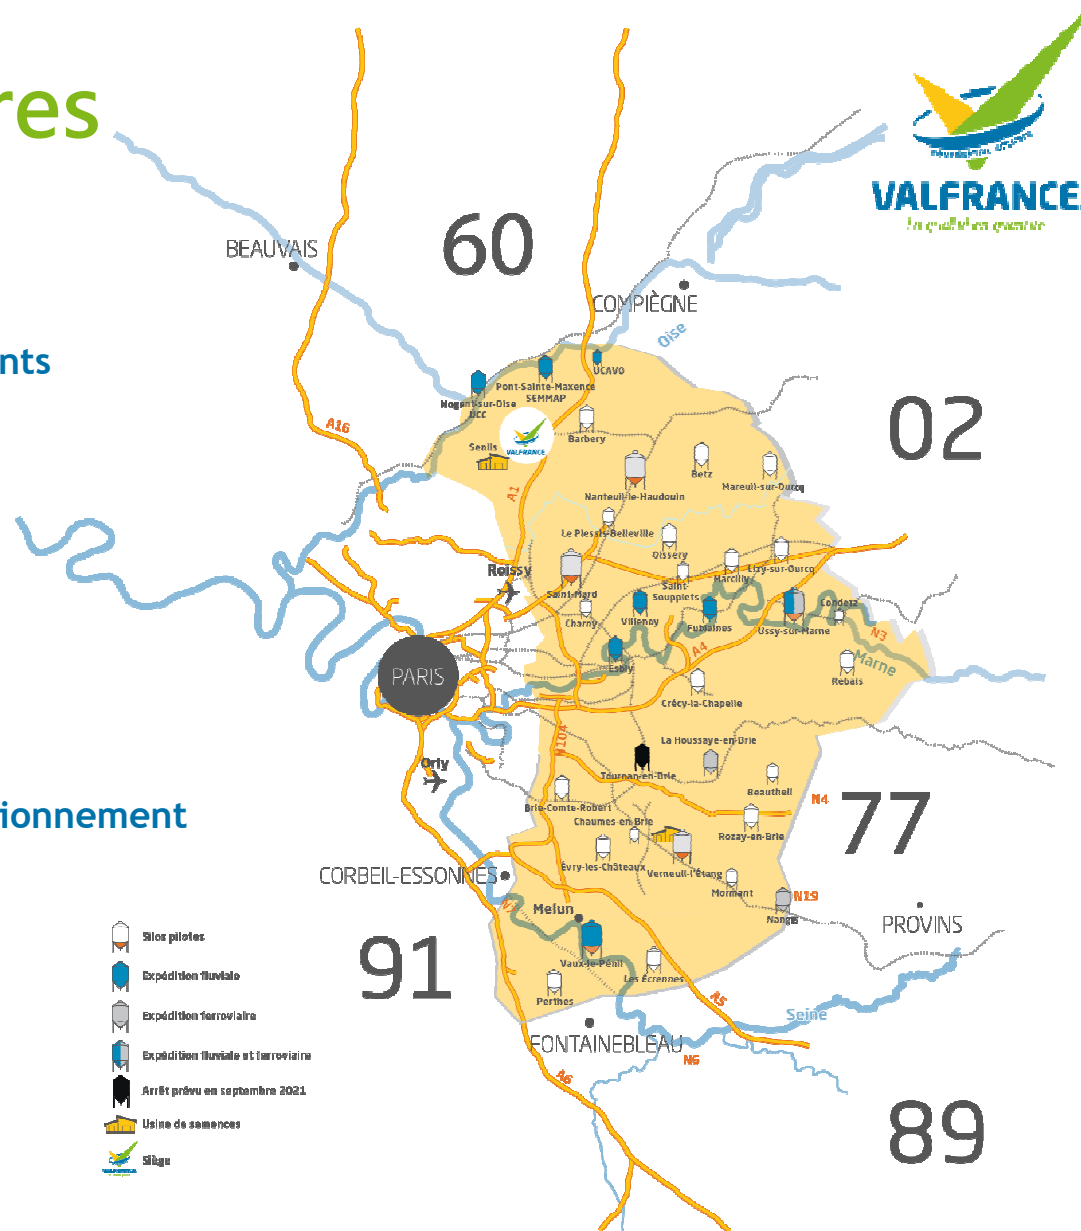 res
VALFRANCE
La quotidien gagnante
60
BEAUVAIS
COMPIÈGNE
Oise
nts
UCAVO
Pont-Sainte-Maxence
SEMMAP
Nogent-sur-Oise
UCC
02
A16
Senlis
VALFRANCE
Barbery
Betz
Mareuil-sur-Ourcq
A1
Nanteuil-le-Haudouin
Le Plessis-Belleville
Oissery
Roissy
Saint-Mard
Saint-
Soupplets
Marcilly
Lizy-sur-Ourcq
Charny
Villenoy
Fublaines
Ussy-sur-Marne
Condetz
N3
Esbly
A4
Marne
PARIS
Rebais
Crécy-la-Chapelle
N104
La Houssaye-en-Brie
Orly
Tournan-en-Brie
Beautheil
ionnement
Brie-Comte-Robert
N4
77
Chaumes-en-Brie
Rozay-en-Brie
Évry-les-Châteaux
Verneuil-l'Étang
CORBEIL-ESSONNES
Mormant
N19
N7
Melun
Nangis
PROVINS
Silos pilotes
91
Vaux-le-Pénil
Les Écrennes
Expédition fluviale
Perthes
A5
Expédition ferroviaire
Seine
FONTAINEBLEAU
Expédition fluviale et ferroviaire
N6
A6
Arrêt prévu en septembre 2021
Usine de semences
89
Siège